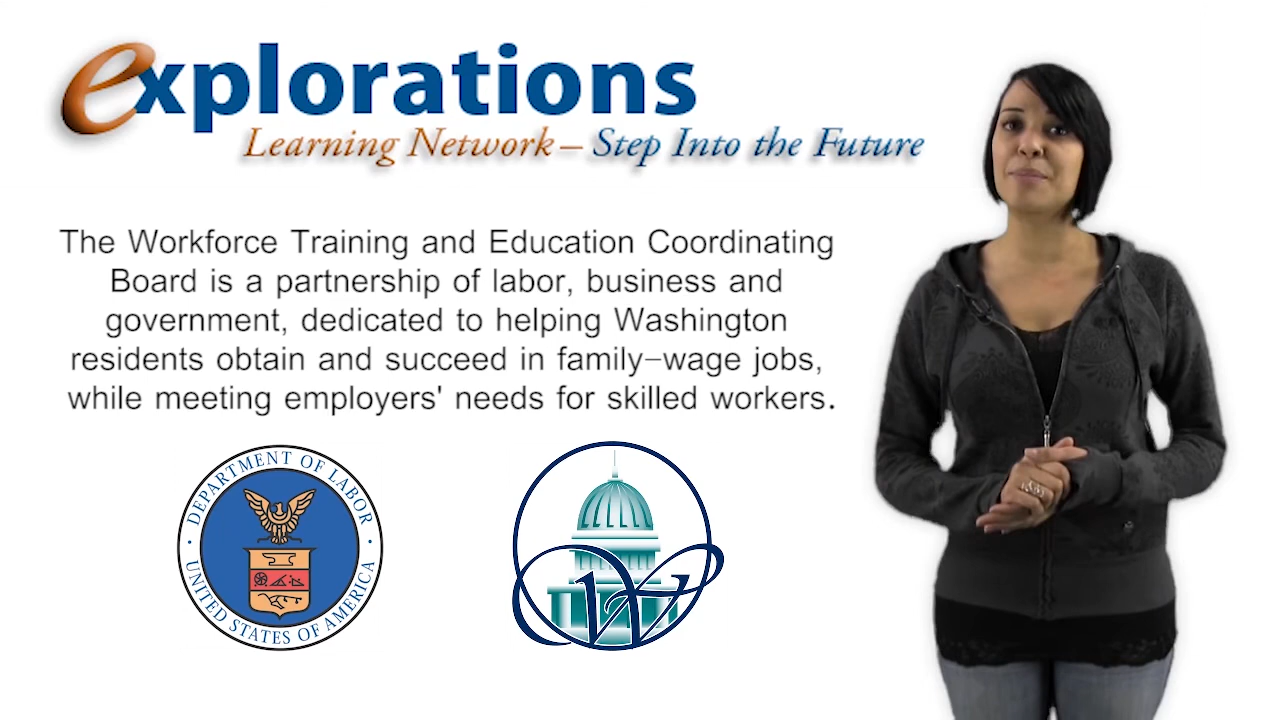 explorations
Learning Network – Step Into the Future
The Workforce Training and Education Coordinating
Board is a partnership of labor, business and
government, dedicated to helping Washington
residents obtain and succeed in family-wage jobs,
while meeting employers' needs for skilled workers.
DEPARTMENT OF LABOR
UNITED STATES OF AMERICA
W